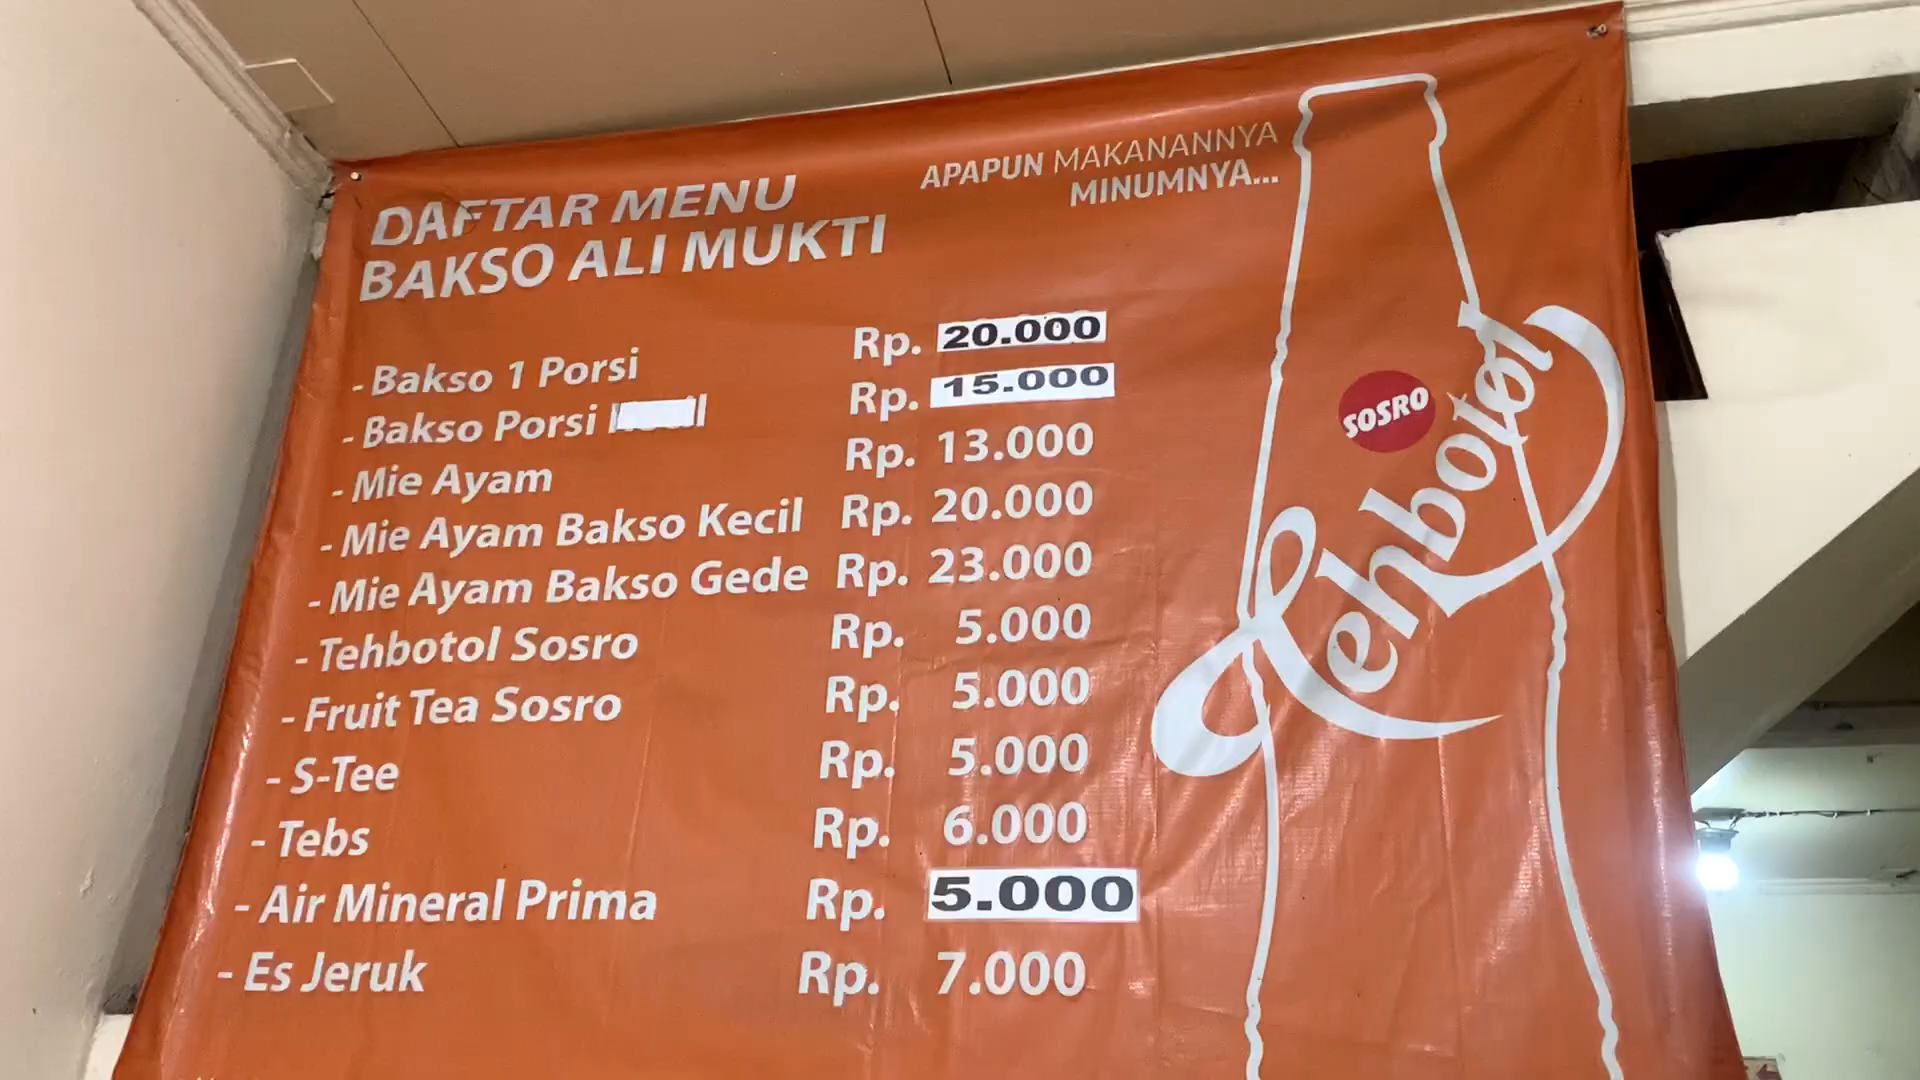 APAPUN MAKANANNYA
MINUMNYA...
DAFTAR MENU
BAKSO ALI MUKTI
- Bakso 1 Porsi Rp. 20.000
- Bakso Porsi Rp. 15.000
- Mie Ayam Rp. 13.000
- Mie Ayam Bakso Kecil Rp. 20.000
- Mie Ayam Bakso Gede Rp. 23.000
- Tehbotol Sosro Rp. 5.000
- Fruit Tea Sosro Rp. 5.000
- S-Tee Rp. 5.000
- Tebs Rp. 6.000
- Air Mineral Prima Rp. 5.000
- Es Jeruk Rp. 7.000
SOSRO
Tehbotol